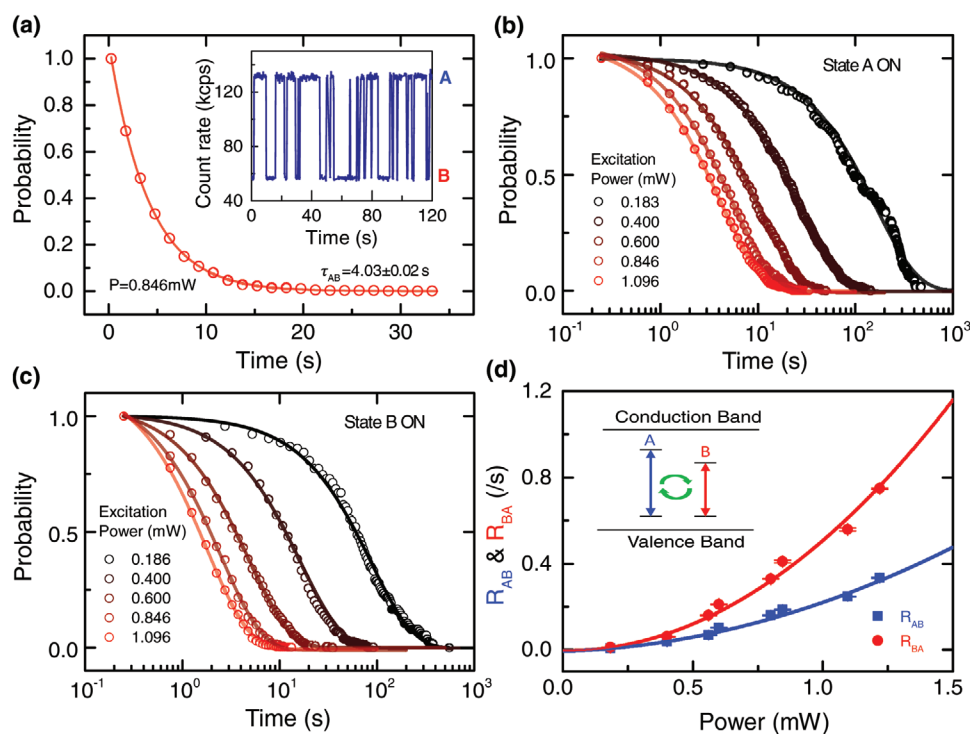 (a)
1.0
0.8
0.6
0.4
0.2
0.0
Probability
0
10
20
30
Time (s)
P=0.846mW
τAB=4.03±0.02 s
120
80
40
Count rate (kcps)
0
40
80
120
Time (s)
A
B
(b)
1.0
0.5
0.0
Probability
State A ON
Excitation
Power (mW)
0.183
0.400
0.600
0.846
1.096
10-1
100
101
102
103
Time (s)
(c)
1.0
0.5
0.0
Probability
State B ON
Excitation
Power (mW)
0.186
0.400
0.600
0.846
1.096
10-1
100
101
102
103
Time (s)
(d)
1.2
0.8
0.4
0.0
RAB & RBA (/s)
Conduction Band
A
B
Valence Band
RAB
RBA
0.0
0.5
1.0
1.5
Power (mW)